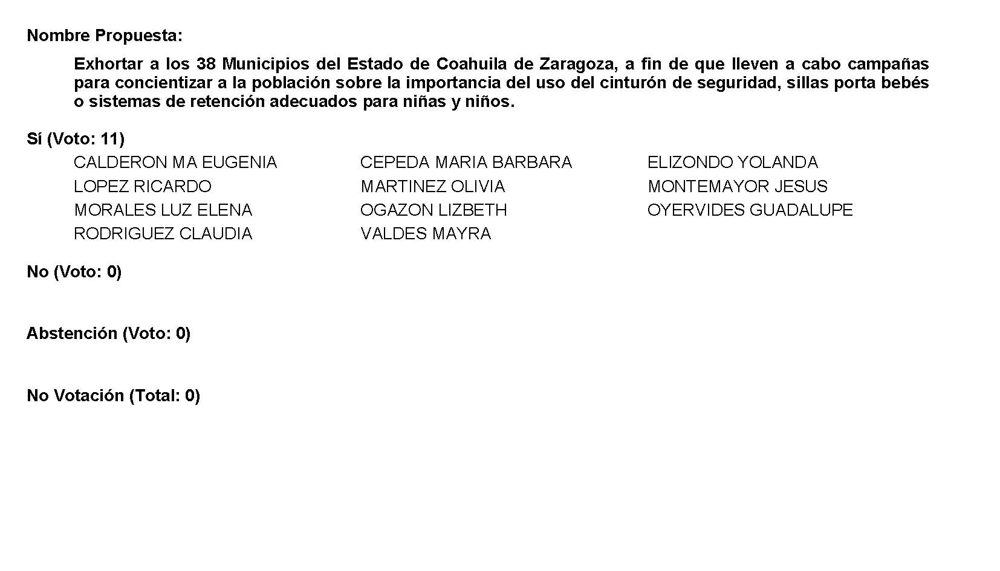 Nombre Propuesta:
Exhortar a los 38 Municipios del Estado de Coahuila de Zaragoza, a fin de que lleven a cabo campañas
para concientizar a la población sobre la importancia del uso del cinturón de seguridad, sillas porta bebés
o sistemas de retención adecuados para niñas y niños.
Sí (Voto: 11)
CALDERON MA EUGENIA CEPEDA MARIA BARBARA ELIZONDO YOLANDA
LOPEZ RICARDO MARTINEZ OLIVIA MONTEMAYOR JESUS
MORALES LUZ ELENA OGAZON LIZBETH OYERVIDES GUADALUPE
RODRIGUEZ CLAUDIA VALDES MAYRA
No (Voto: 0)
Abstención (Voto: 0)
No Votación (Total: 0)